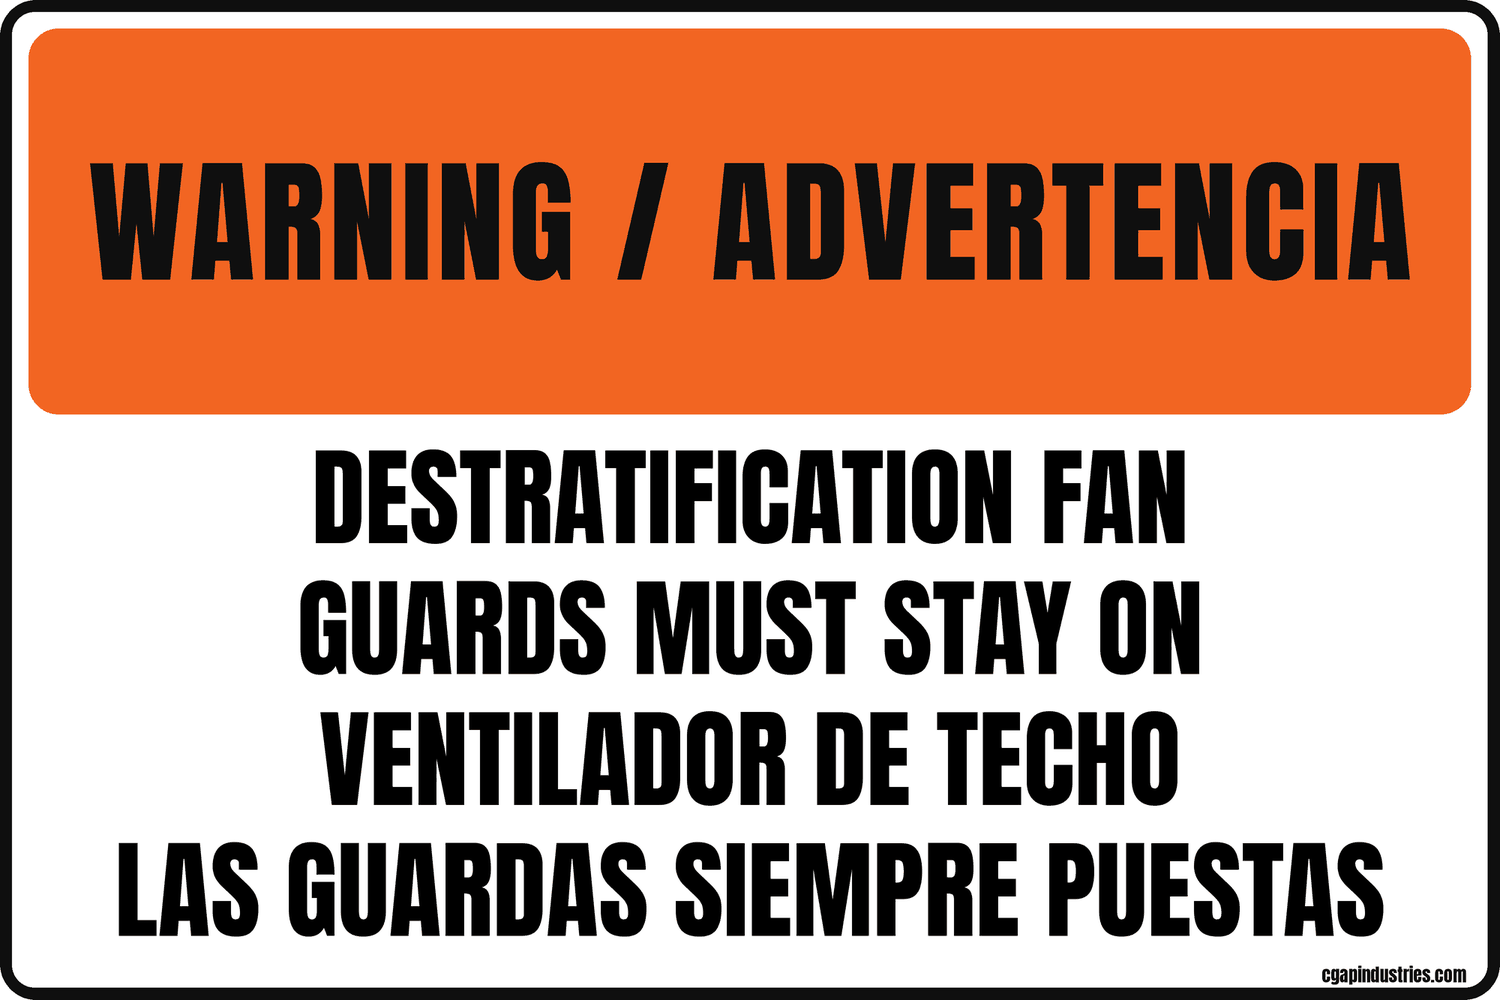 WARNING / ADVERTENCIA
DESTRATIFICATION FAN
GUARDS MUST STAY ON
VENTILADOR DE TECHO
LAS GUARDAS SIEMPRE PUESTAS
cgapindustries.com